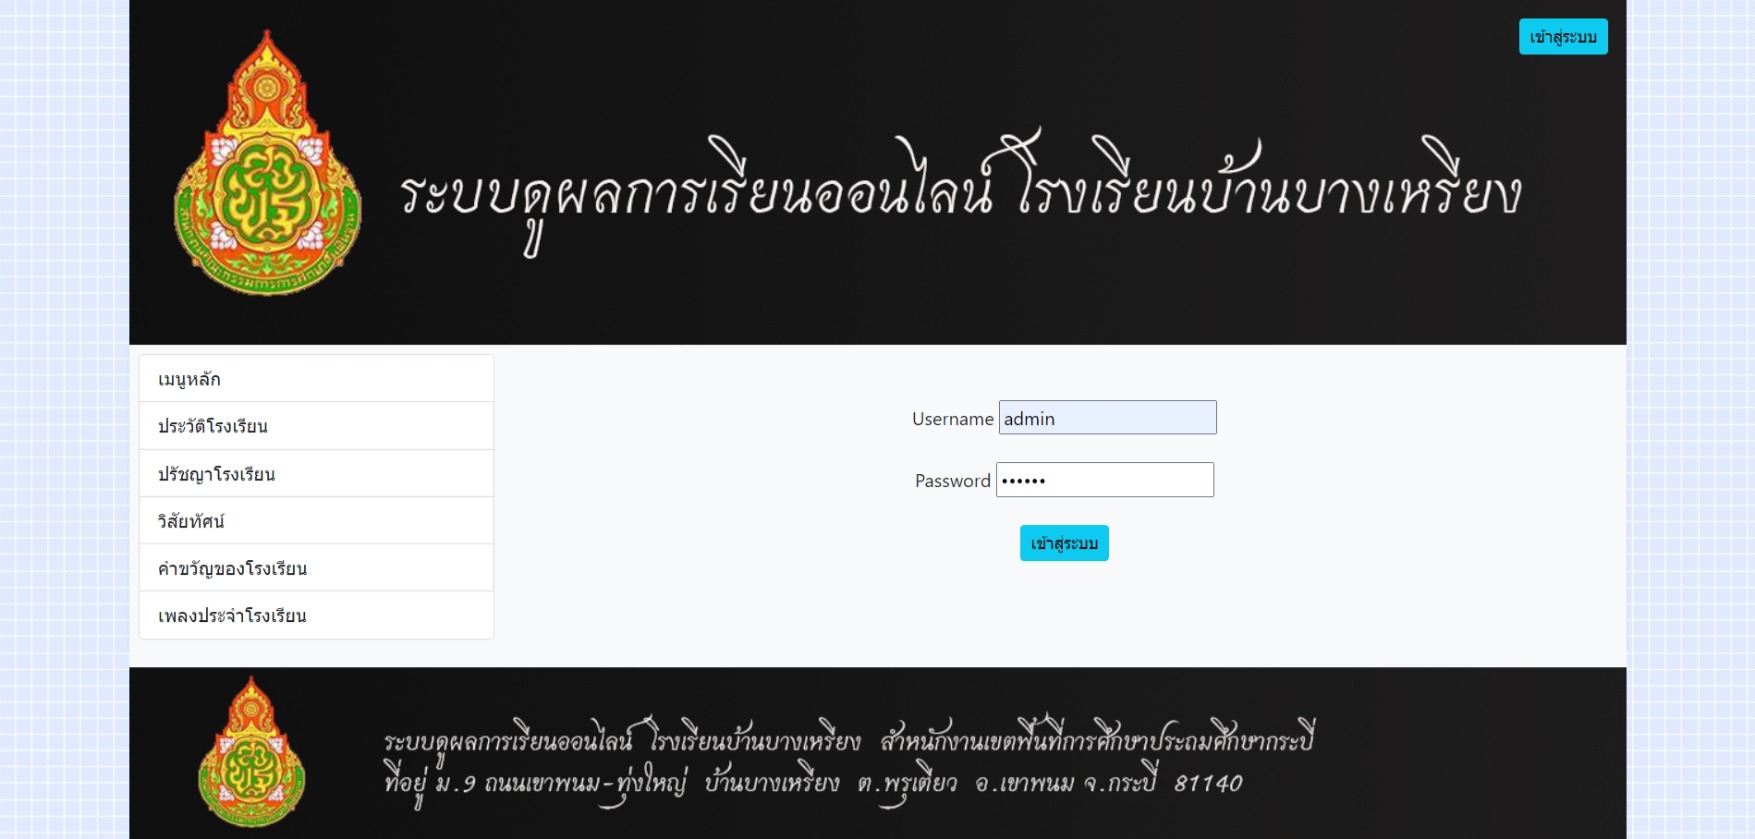 เข้าสู่ระบบ
ระบบดูผลการเรียนออนไลน์ โรงเรียนบ้านบางเหรียง
เมนูหลัก
ประวัติโรงเรียน
ปรัชญาโรงเรียน
วิสัยทัศน์
คำขวัญของโรงเรียน
เพลงประจำโรงเรียน
Username admin
Password ••••••
เข้าสู่ระบบ
ระบบดูผลการเรียนออนไลน์ โรงเรียนบ้านบางเหรียง สำหนักงานเขตพื้นที่การศึกษาประถมศึกษากระบี่
ที่อยู่ ม.9 ถนนเขาพนม-ทุ่งใหญ่ บ้านบางเหรียง ต.พรุเตียว อ.เขาพนม จ.กระบี่ 81140